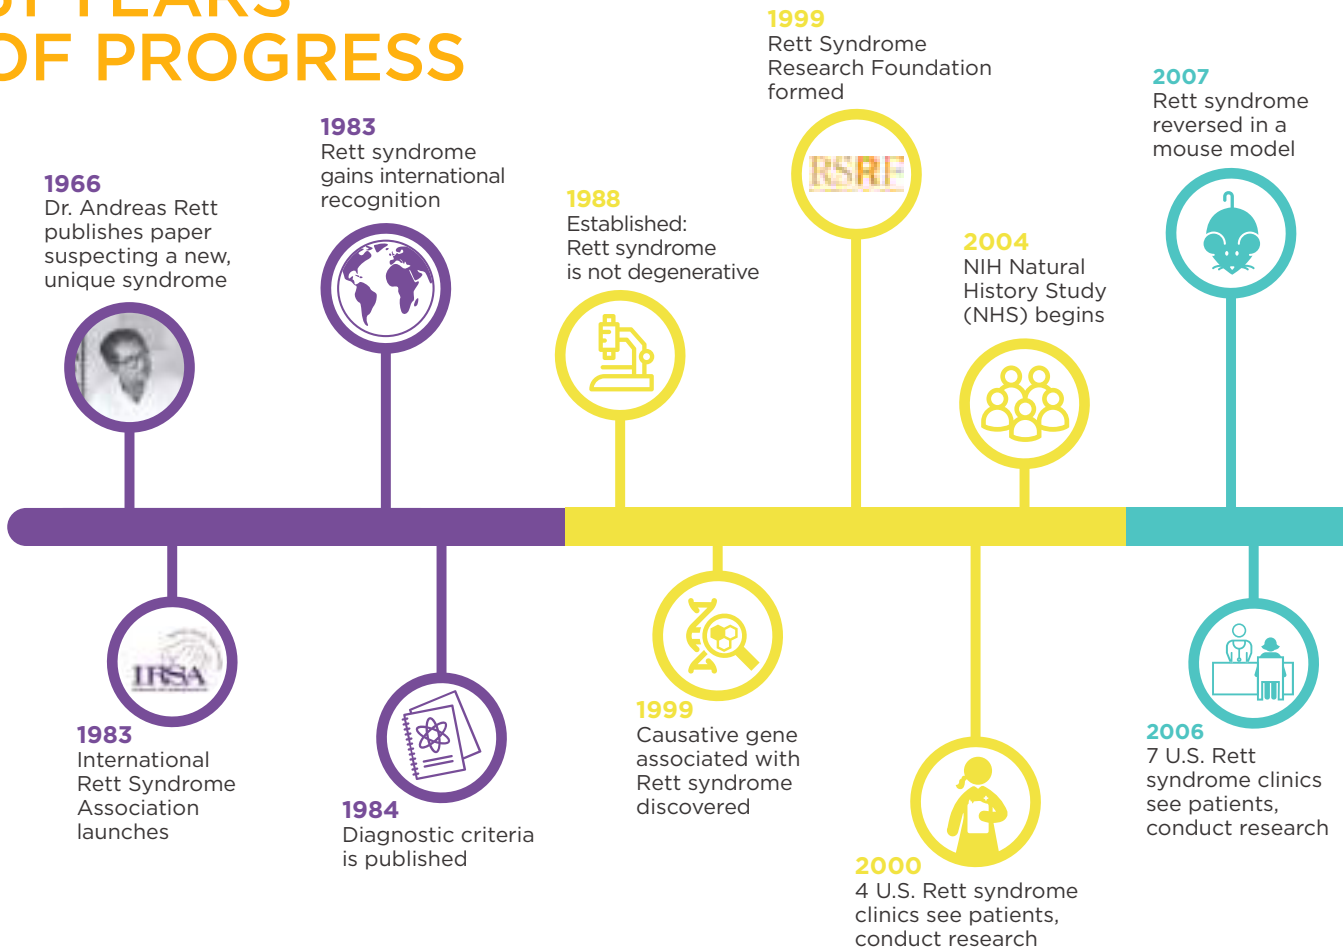 OF PROGRESS
1966
Dr. Andreas Rett
publishes paper
suspecting a new,
unique syndrome
1983
International
Rett Syndrome
Association
launches
IRSA
1983
Rett syndrome
gains international
recognition
1984
Diagnostic criteria
is published
1988
Established:
Rett syndrome
is not degenerative
1999
Causative gene
associated with
Rett syndrome
discovered
1999
Rett Syndrome
Research Foundation
formed
RSRF
2000
4 U.S. Rett syndrome
clinics see patients,
conduct research
2004
NIH Natural
History Study
(NHS) begins
2007
Rett syndrome
reversed in a
mouse model
2006
7 U.S. Rett
syndrome clinics
see patients,
conduct research